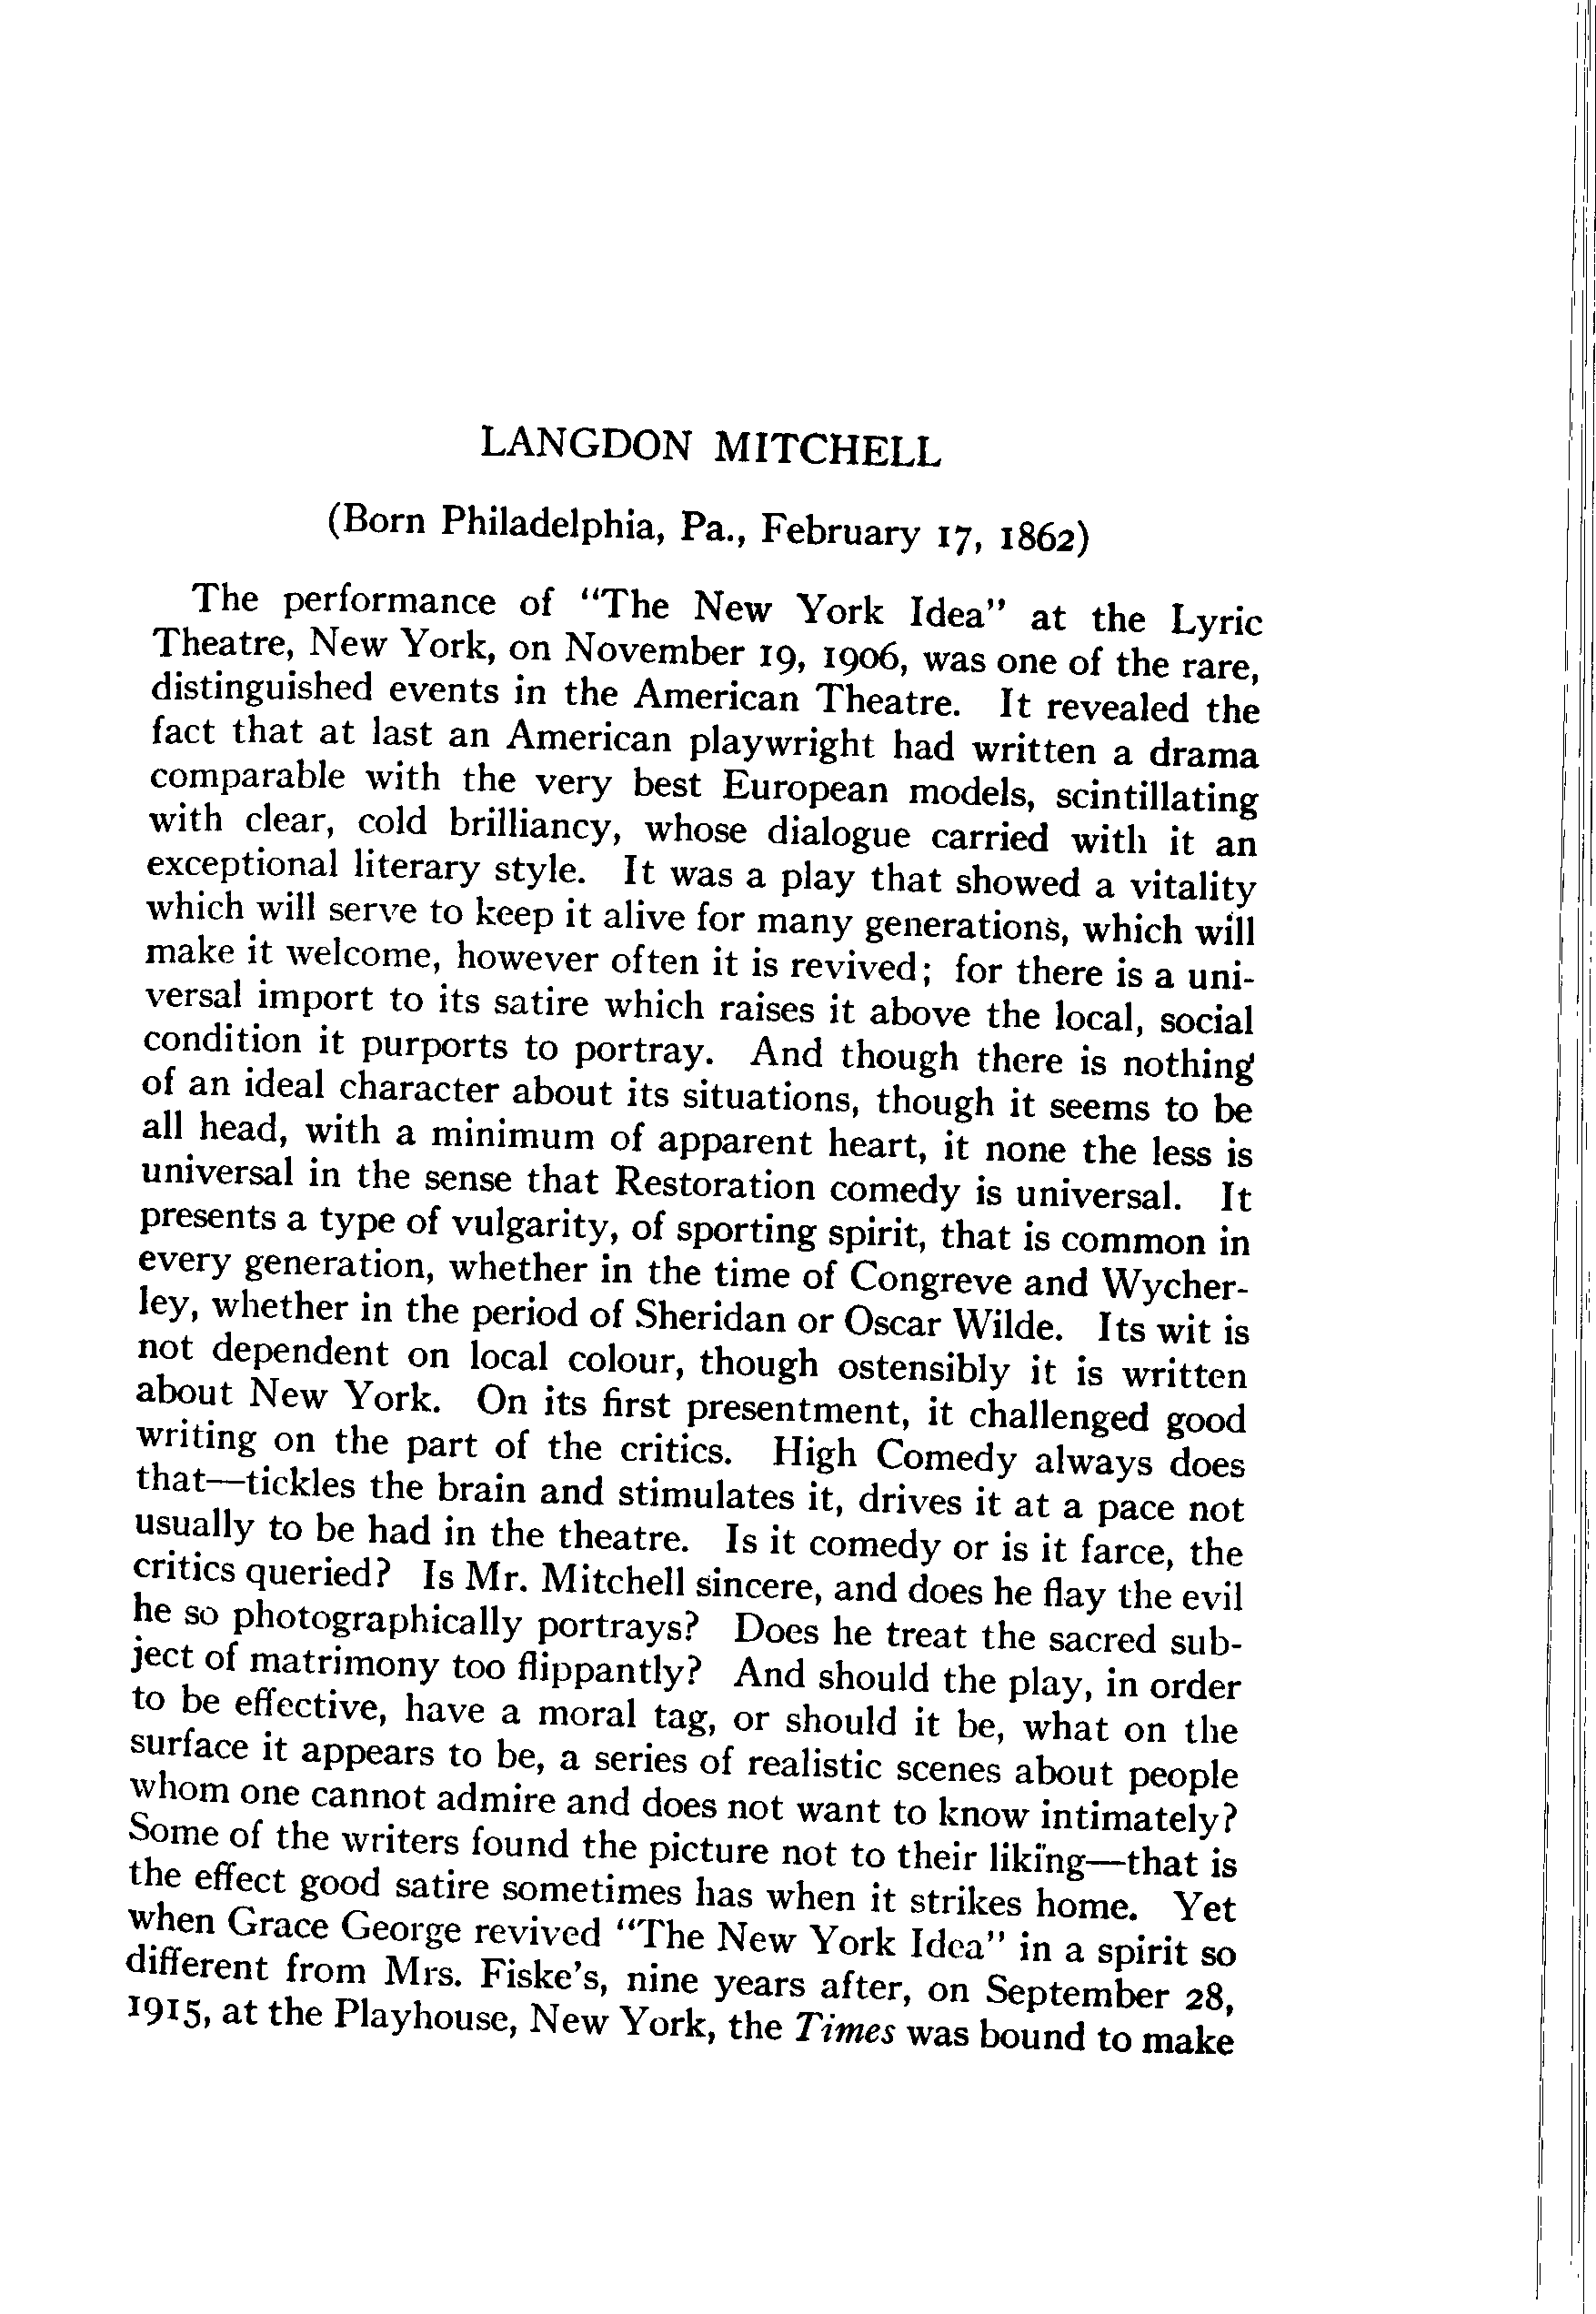 LANGDON MITCHELL
(Born Philadelphia, Pa., February 17, 1862)
The performance of "The New York Idea" at the Lyric
Theatre, New York, on November 19, 1906, was one of the rare,
distinguished events in the American Theatre. It revealed the
fact that at last an American playwright had written a drama
comparable with the very best European models, scintillating
with clear, cold brilliancy, whose dialogue carried with it an
exceptional literary style. It was a play that showed a vitality
which will serve to keep it alive for many generations, which will
make it welcome, however often it is revived; for there is a uni-
versal import to its satire which raises it above the local, social
condition it purports to portray. And though there is nothing
of an ideal character about its situations, though it seems to be
all head, with a minimum of apparent heart, it none the less is
universal in the sense that Restoration comedy is universal. It
presents a type of vulgarity, of sporting spirit, that is common in
every generation, whether in the time of Congreve and Wycher-
ley, whether in the period of Sheridan or Oscar Wilde. Its wit is
not dependent on local colour, though ostensibly it is written
about New York. On its first presentment, it challenged good
writing on the part of the critics. High Comedy always does
that—tickles the brain and stimulates it, drives it at a pace not
usually to be had in the theatre. Is it comedy or is it farce, the
critics queried? Is Mr. Mitchell sincere, and does he flay the evil
he so photographically portrays? Does he treat the sacred sub-
ject of matrimony too flippantly? And should the play, in order
to be effective, have a moral tag, or should it be, what on the
surface it appears to be, a series of realistic scenes about people
whom one cannot admire and does not want to know intimately?
Some of the writers found the picture not to their liking—that is
the effect good satire sometimes has when it strikes home. Yet
when Grace George revived "The New York Idea" in a spirit so
different from Mrs. Fiske's, nine years after, on September 28,
1915, at the Playhouse, New York, the Times was bound to make